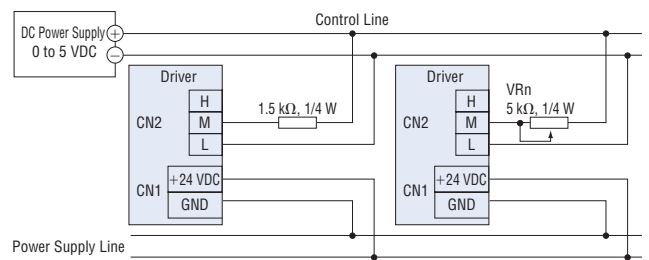 DC Power Supply
0 to 5 VDC
+
−
Control Line
Driver
H
CN2
M
L
1.5 kΩ, 1/4 W
+24 VDC
CN1
GND
Driver
H
CN2
M
L
VRn
5 kΩ, 1/4 W
+24 VDC
CN1
GND
Power Supply Line